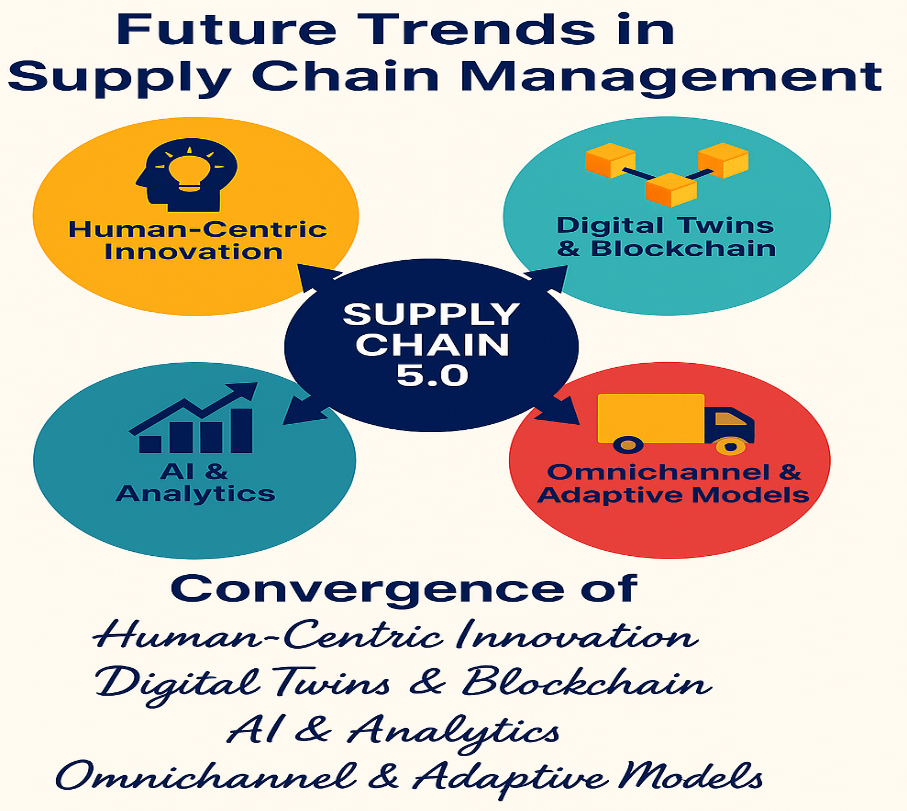 Future Trends in
Supply Chain Management
Human-Centric
Innovation
Digital Twins
& Blockchain
SUPPLY
CHAIN
5.0
AI &
Analytics
Omnichannel &
Adaptive Models
Convergence of
Human-Centric Innovation
Digital Twins & Blockchain
AI & Analytics
Omnichannel & Adaptive Models